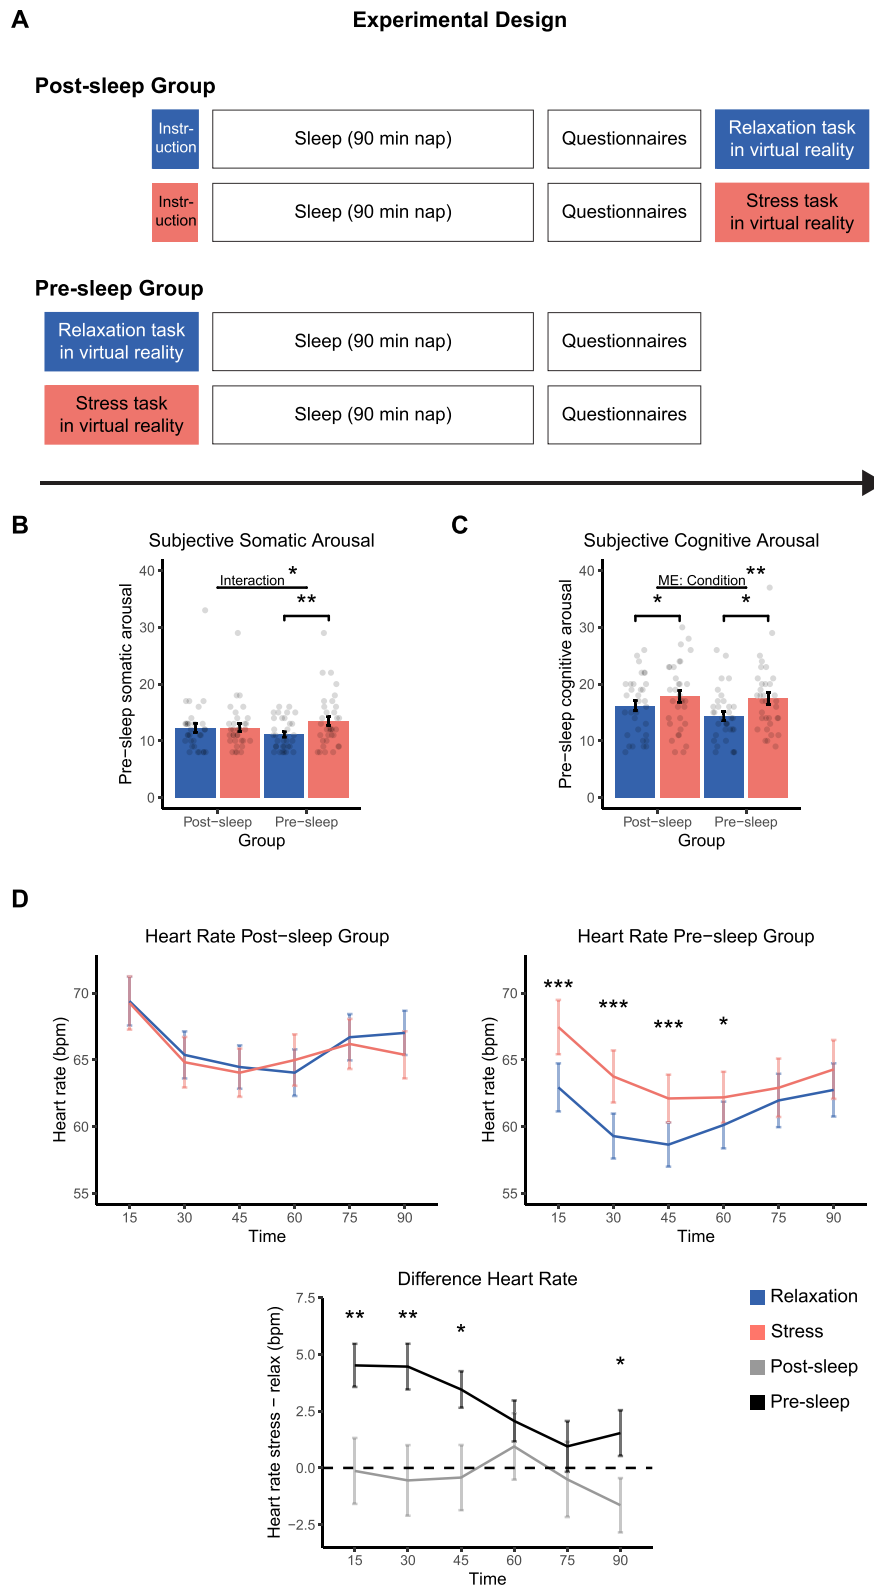 A
Experimental Design
Post-sleep Group
Instr-
uction
Sleep (90 min nap)
Questionnaires
Relaxation task
in virtual reality
Instr-
uction
Sleep (90 min nap)
Questionnaires
Stress task
in virtual reality
Pre-sleep Group
Relaxation task
in virtual reality
Sleep (90 min nap)
Questionnaires
Stress task
in virtual reality
Sleep (90 min nap)
Questionnaires
B
Subjective Somatic Arousal
Pre−sleep somatic arousal
40
30
20
10
0
Interaction
*
**
Post−sleep
Pre−sleep
Group
C
Subjective Cognitive Arousal
Pre−sleep cognitive arousal
40
30
20
10
0
ME: Condition
**
*
*
Post−sleep
Pre−sleep
Group
D
Heart Rate Post−sleep Group
Heart rate (bpm)
70
65
60
55
15 30 45 60 75 90
Time
Heart Rate Pre−sleep Group
Heart rate (bpm)
70
65
60
55
***
***
***
*
15 30 45 60 75 90
Time
Difference Heart Rate
Heart rate stress − relax (bpm)
7.5
5.0
2.5
0.0
−2.5
**
**
*
*
15 30 45 60 75 90
Time
Relaxation
Stress
Post-sleep
Pre-sleep